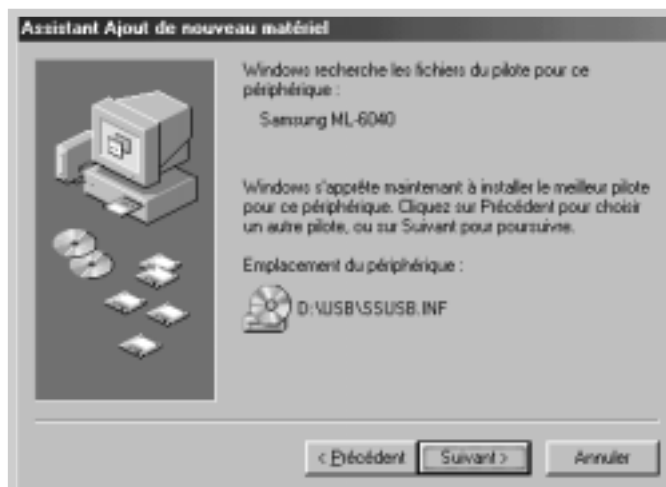 Assistant Ajout de nouveau matériel
Windows recherche les fichiers du pilote pour ce
périphérique :
Samsung ML-6040
Windows s'apprête maintenant à installer le meilleur pilote
pour ce périphérique. Cliquez sur Précédent pour choisir
un autre pilote, ou sur Suivant pour poursuivre.
Emplacement du périphérique :
D:\USB\SSUSB.INF
< Précédent Suivant > Annuler